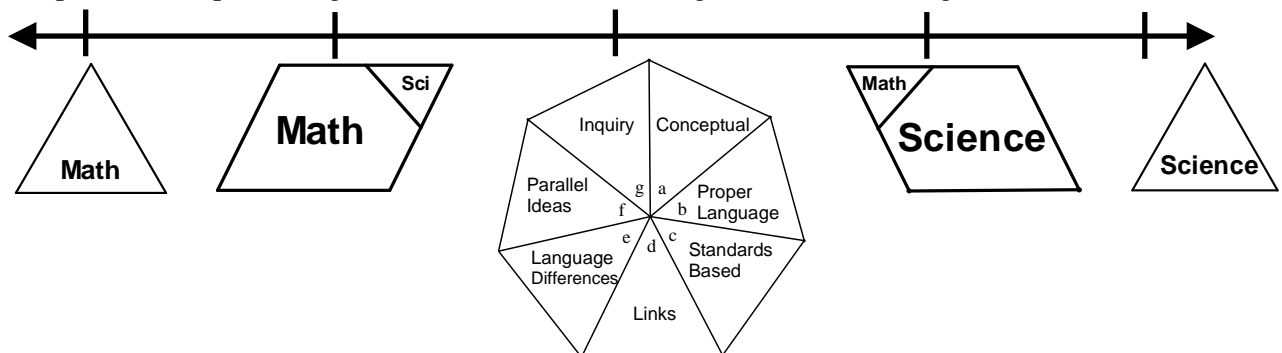 Math
Math
Sci
Inquiry
Conceptual
Parallel
Ideas
Proper
Language
g
a
f
b
e
d
c
Language
Differences
Standards
Based
Links
Math
Science
Science